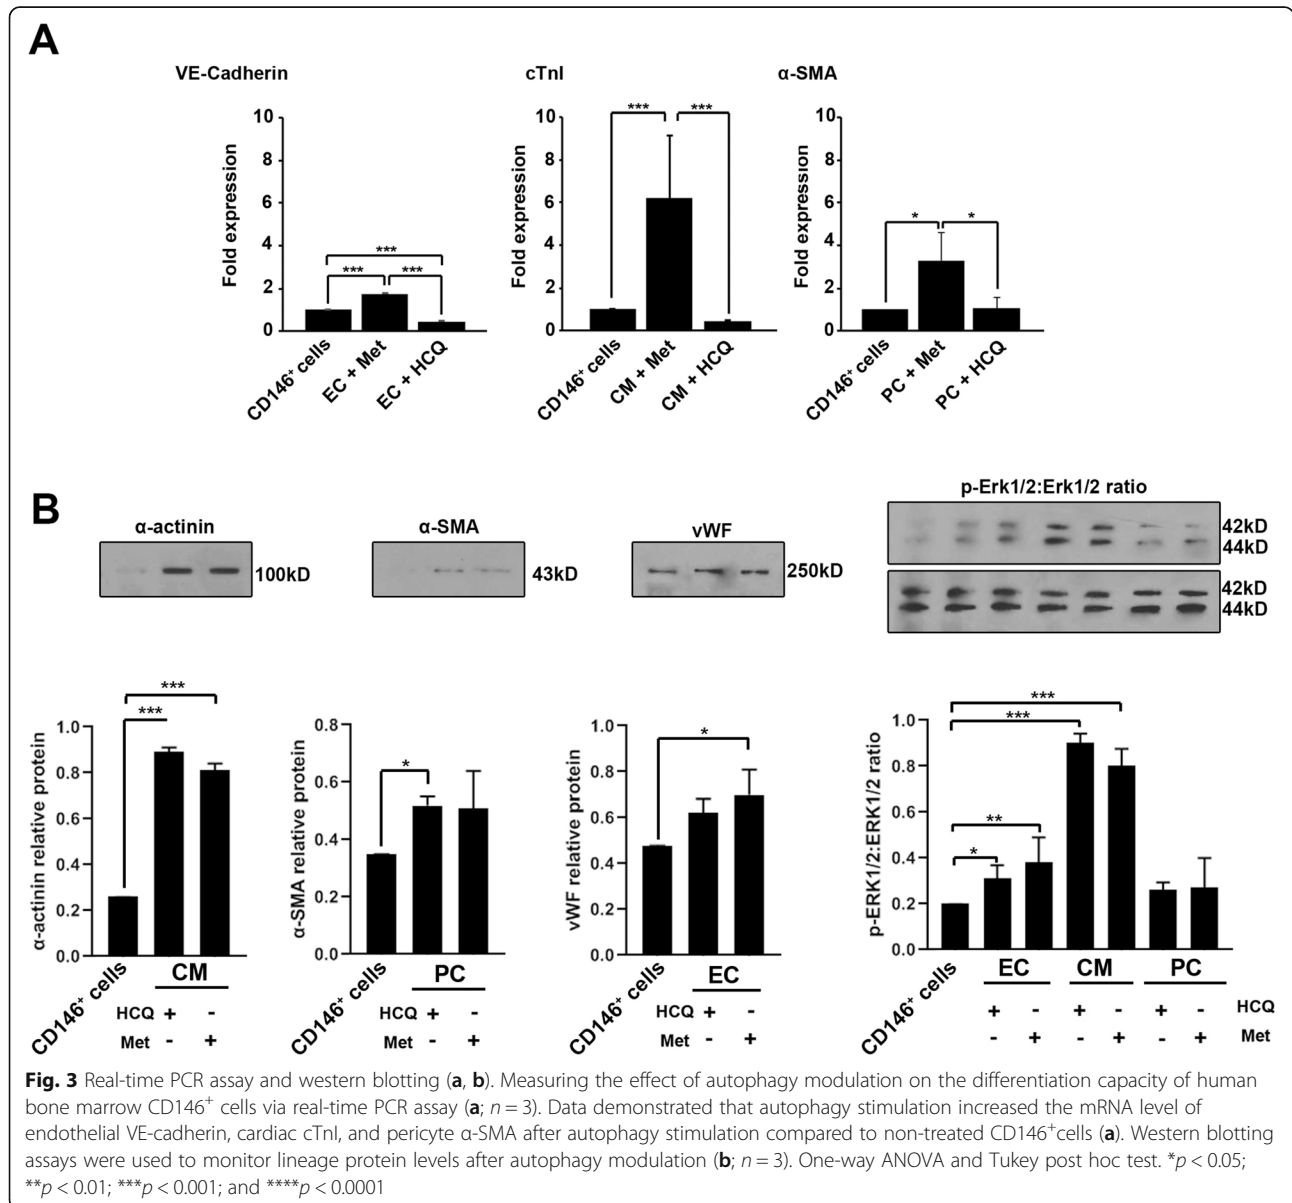 A
VE-Cadherin
cTnI
α-SMA
Fold expression
10
8
6
4
2
0
***
***
***
CD146+ cells
EC + Met
EC + HCQ
Fold expression
10
8
6
4
2
0
***
***
CD146+ cells
CM + Met
CM + HCQ
Fold expression
10
8
6
4
2
0
*
*
CD146+ cells
PC + Met
PC + HCQ
B
α-actinin
100kD
α-SMA
43kD
vWF
250kD
p-Erk1/2:Erk1/2 ratio
42kD
44kD
42kD
44kD
α-actinin relative protein
1.0
0.8
0.6
0.4
0.2
0.0
***
***
CD146+ cells
CM
HCQ + -
Met - +
α-SMA relative protein
0.8
0.6
0.4
0.2
0.0
*
CD146+ cells
PC
HCQ + -
Met - +
vWF relative protein
1.0
0.8
0.6
0.4
0.2
0.0
*
CD146+ cells
EC
HCQ + -
Met - +
p-ERK1/2:ERK1/2 ratio
1.0
0.8
0.6
0.4
0.2
0.0
*
**
***
***
CD146+ cells
EC CM PC
+ - + - + - HCQ
- + - + - + Met
Fig. 3 Real-time PCR assay and western blotting (a, b). Measuring the effect of autophagy modulation on the differentiation capacity of human
bone marrow CD146+ cells via real-time PCR assay (a; n = 3). Data demonstrated that autophagy stimulation increased the mRNA level of
endothelial VE-cadherin, cardiac cTnI, and pericyte α-SMA after autophagy stimulation compared to non-treated CD146+cells (a). Western blotting
assays were used to monitor lineage protein levels after autophagy modulation (b; n = 3). One-way ANOVA and Tukey post hoc test. *p < 0.05;
**p < 0.01; ***p < 0.001; and ****p < 0.0001